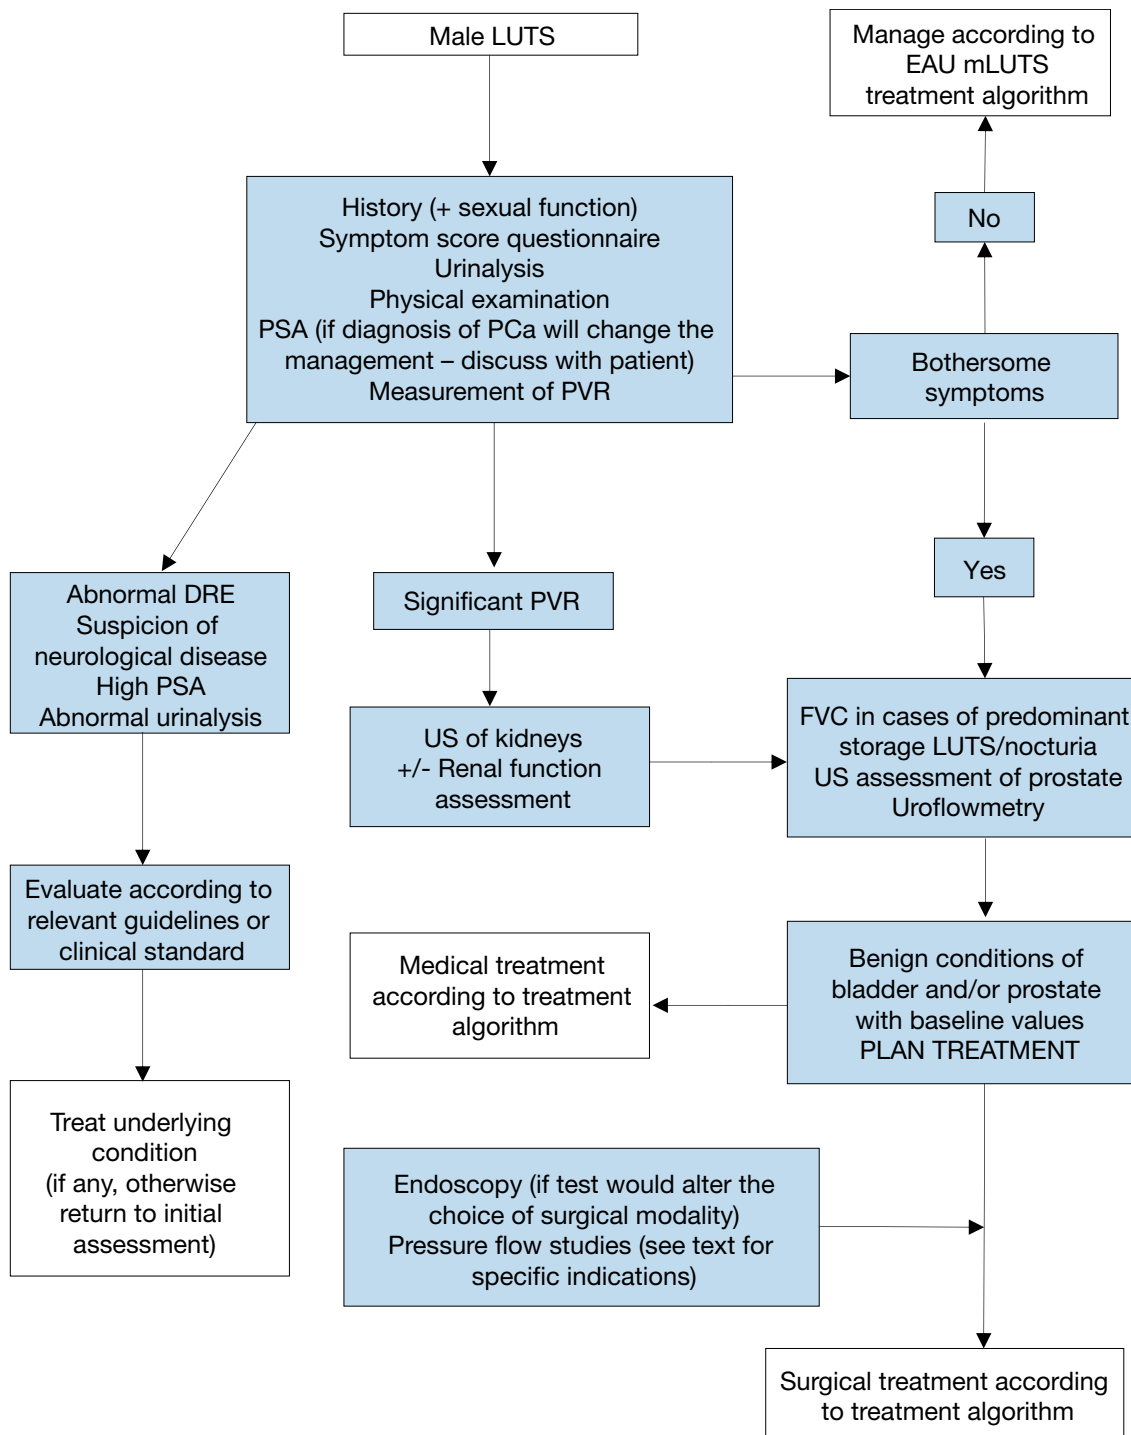 Male LUTS
Manage according to
EAU mLUTS
treatment algorithm
History (+ sexual function)
Symptom score questionnaire
Urinalysis
Physical examination
PSA (if diagnosis of PCa will change the
management – discuss with patient)
Measurement of PVR
No
Bothersome
symptoms
Yes
Abnormal DRE
Suspicion of
neurological disease
High PSA
Abnormal urinalysis
Significant PVR
US of kidneys
+/- Renal function
assessment
FVC in cases of predominant
storage LUTS/nocturia
US assessment of prostate
Uroflowmetry
Evaluate according to
relevant guidelines or
clinical standard
Medical treatment
according to treatment
algorithm
Benign conditions of
bladder and/or prostate
with baseline values
PLAN TREATMENT
Treat underlying
condition
(if any, otherwise
return to initial
assessment)
Endoscopy (if test would alter the
choice of surgical modality)
Pressure flow studies (see text for
specific indications)
Surgical treatment according
to treatment algorithm